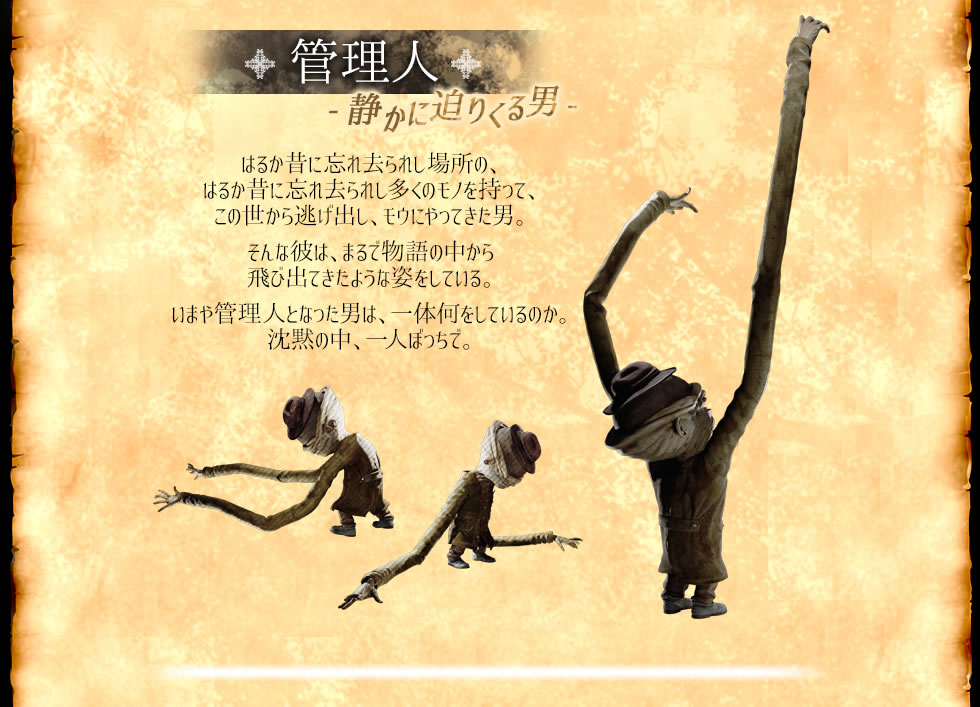 管理人
- 静かに迫りくる男 -
はるか昔に忘れ去られし場所の、
はるか昔に忘れ去られし多くのモノを持って、
この世から逃げ出し、モウにやってきた男。
そんな彼は、まるで物語の中から
飛び出てきたような姿をしている。
いまや管理人となった男は、一体何をしているのか。
沈黙の中、一人ぼっちで。